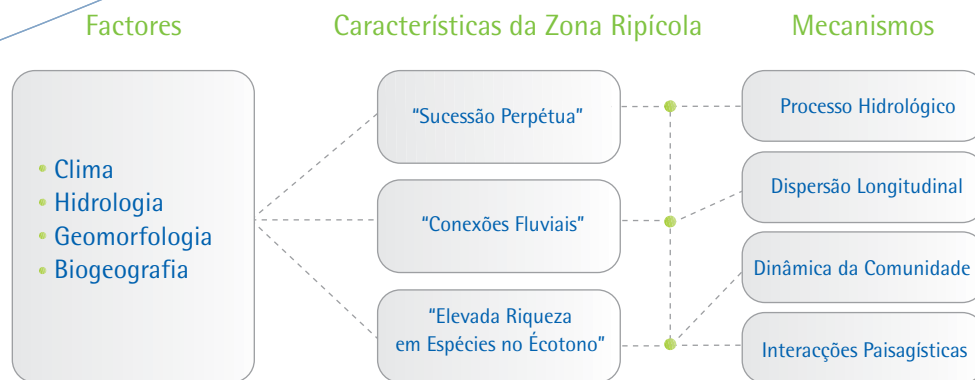 Factores
Características da Zona Ripícola
Mecanismos
• Clima
• Hidrologia
• Geomorfologia
• Biogeografia
“Sucessão Perpétua”
“Conexões Fluviais”
“Elevada Riqueza
em Espécies no Écotono”
Processo Hidrológico
Dispersão Longitudinal
Dinâmica da Comunidade
Interacções Paisagísticas